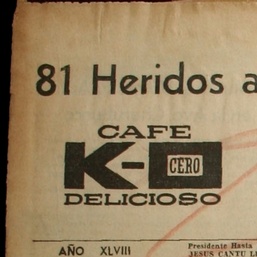 81 Heridos a
CAFE
K-O
CERO
DELICIOSO
AÑO XLVIII
Presidente Hasta
JESUS CANTU L